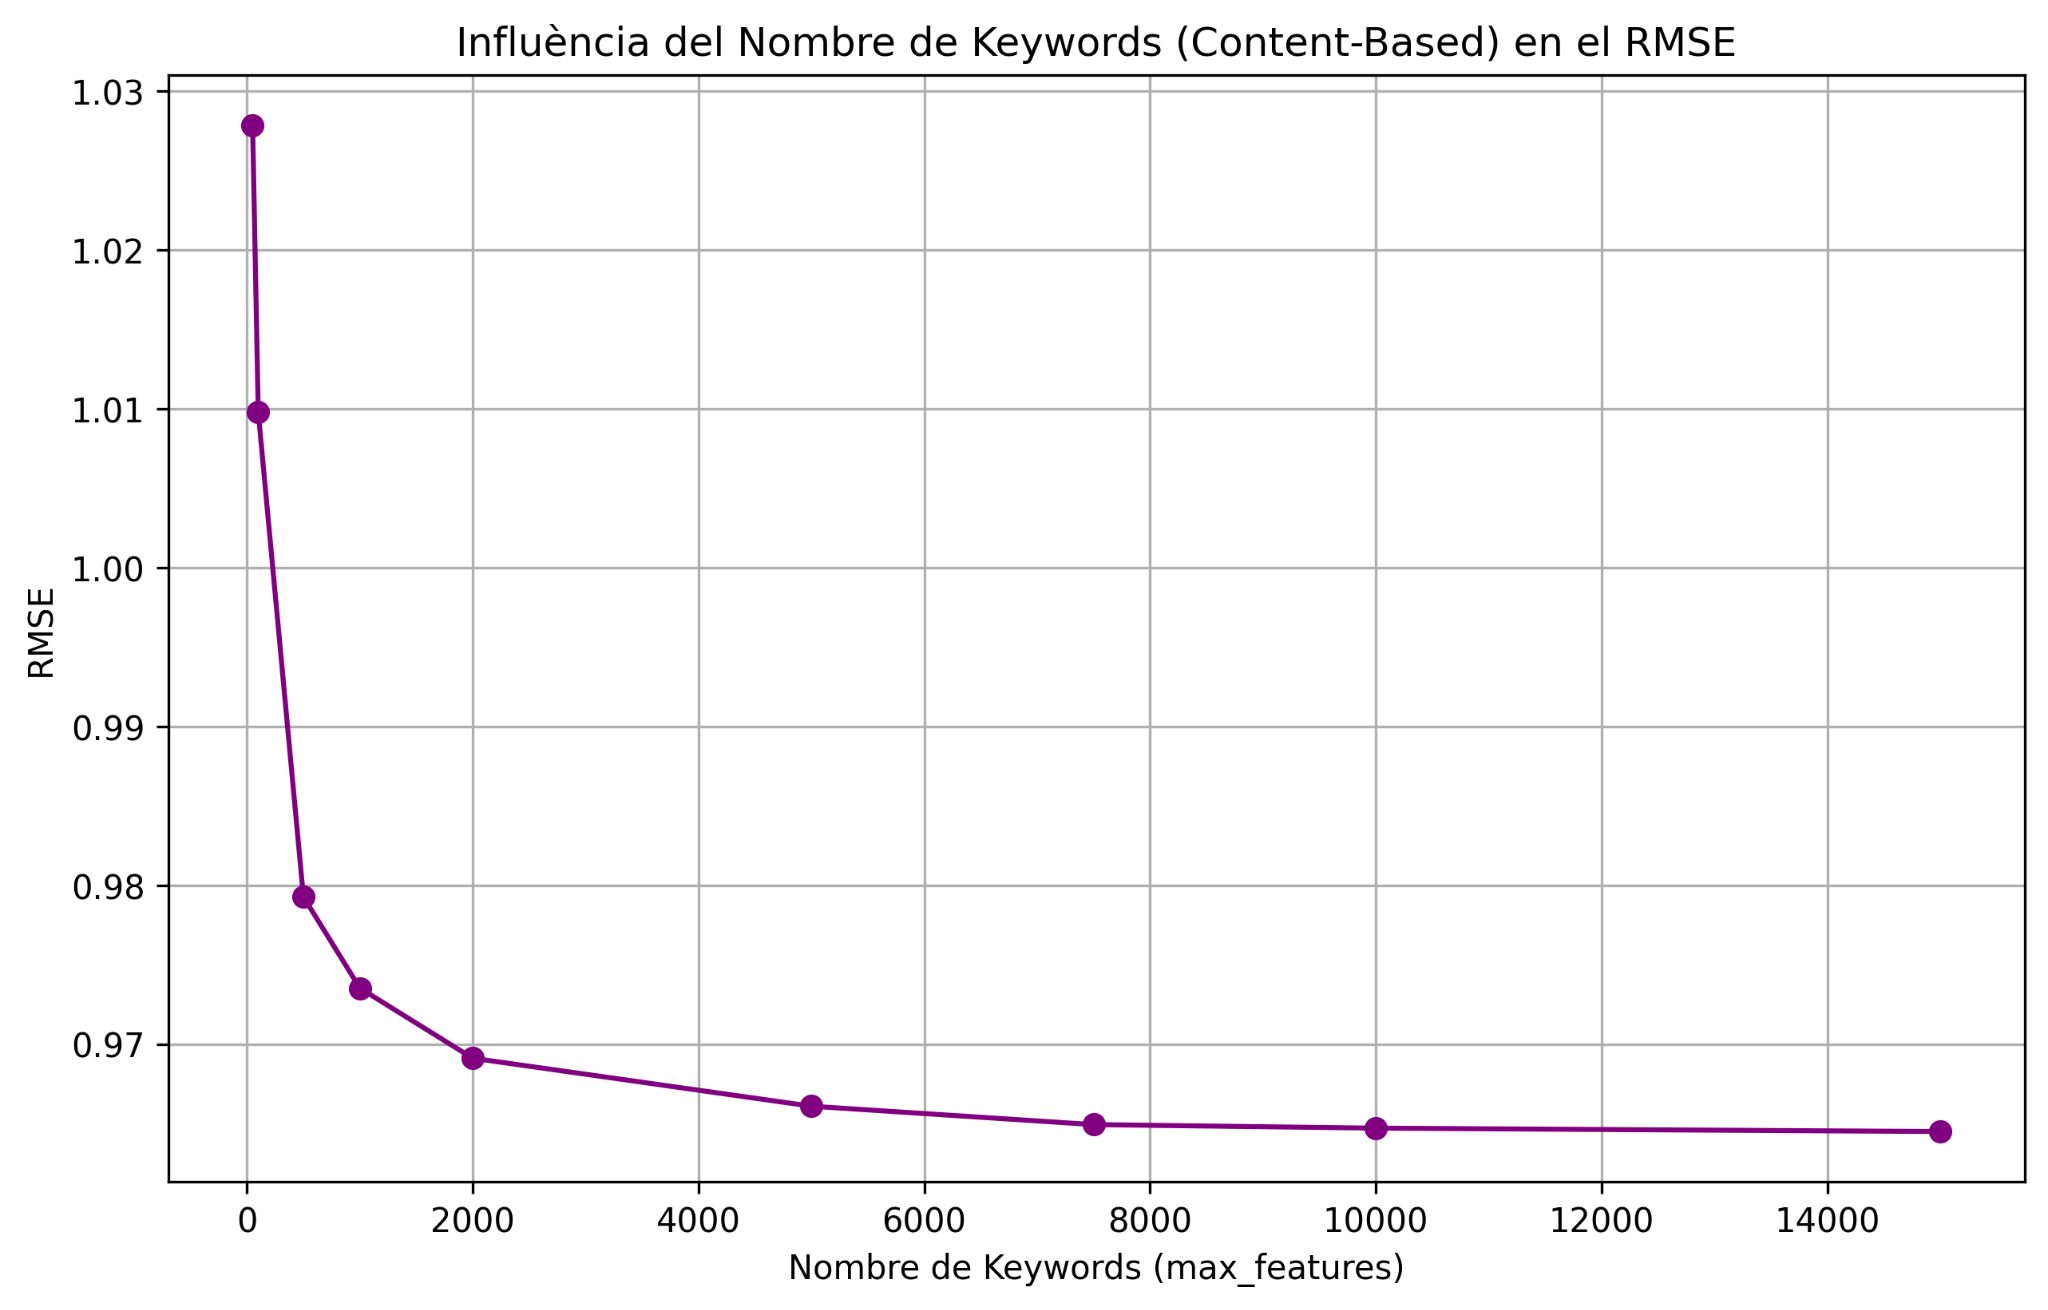 Influència del Nombre de Keywords (Content-Based) en el RMSE
1.03
1.02
1.01
1.00
0.99
0.98
0.97
RMSE
0 2000 4000 6000 8000 10000 12000 14000
Nombre de Keywords (max_features)